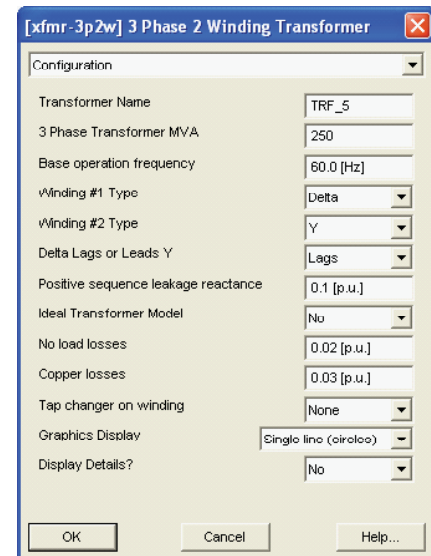 [xfmr-3p2w] 3 Phase 2 Winding Transformer
Configuration
Transformer Name TRF_5
3 Phase Transformer MVA 250
Base operation frequency 60.0 [Hz]
Winding #1 Type Delta
Winding #2 Type Y
Delta Lags or Leads Y Lags
Positive sequence leakage reactance 0.1 [p.u.]
Ideal Transformer Model No
No load losses 0.02 [p.u.]
Copper losses 0.03 [p.u.]
Tap changer on winding None
Graphics Display Single line (circles)
Display Details? No
OK Cancel Help...